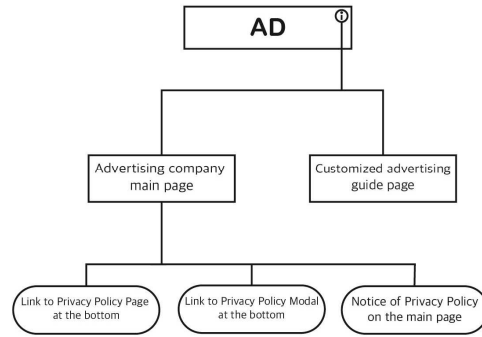 AD
i
Advertising company
main page
Customized advertising
guide page
Link to Privacy Policy Page
at the bottom
Link to Privacy Policy Modal
at the bottom
Notice of Privacy Policy
on the main page